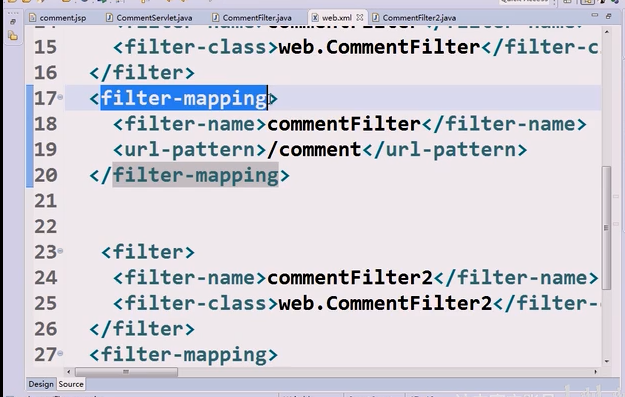 comment.jsp CommentServlet.java CommentFilter.java web.xml CommentFilter2.java
15 <filter-class>web.CommentFilter</filter-c
16 </filter>
17 <filter-mapping>
18 <filter-name>commentFilter</filter-name>
19 <url-pattern>/comment</url-pattern>
20 </filter-mapping>
21
22
23 <filter>
24 <filter-name>commentFilter2</filter-name>
25 <filter-class>web.CommentFilter2</filter-
26 </filter>
27 <filter-mapping>
Design Source